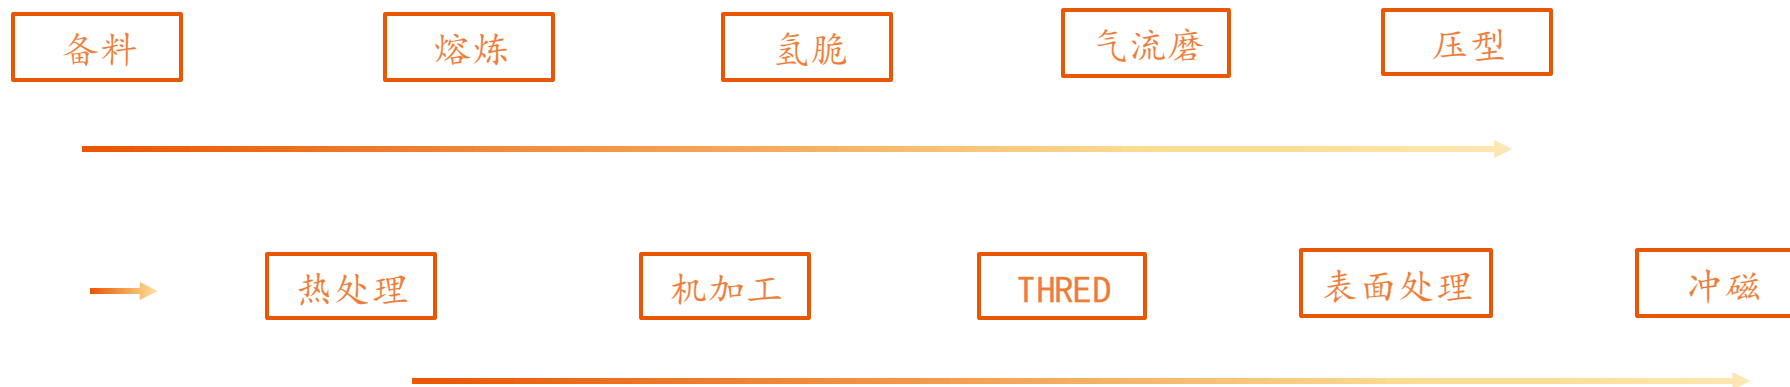 备料 熔炼 氢脆 气流磨 压型
热处理 机加工 THRED 表面处理 冲磁